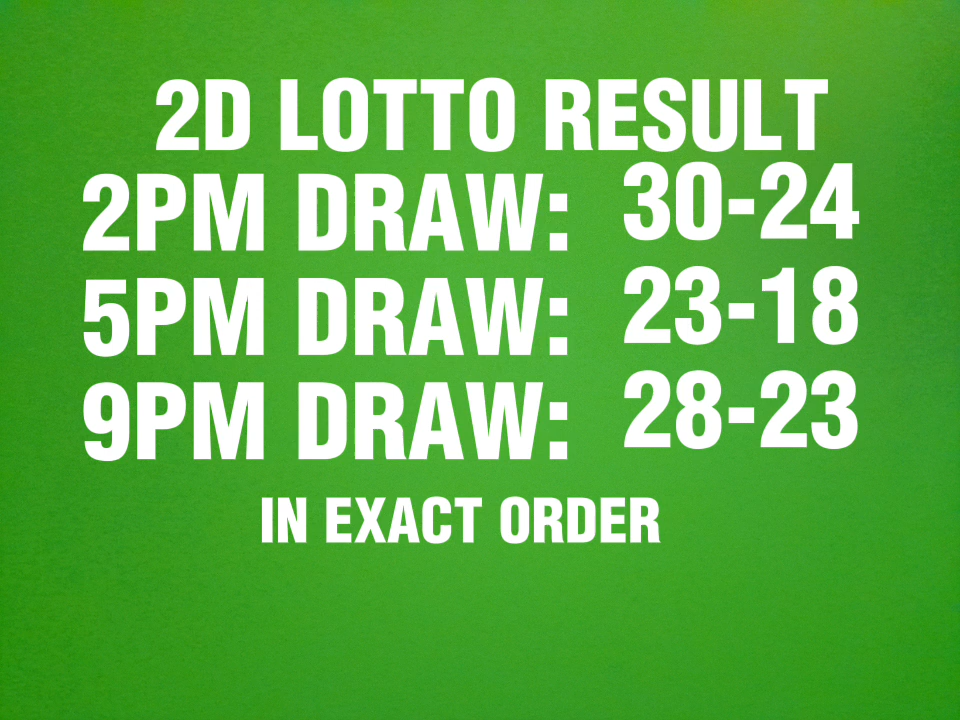 2D LOTTO RESULT
2PM DRAW: 30-24
5PM DRAW: 23-18
9PM DRAW: 28-23
IN EXACT ORDER